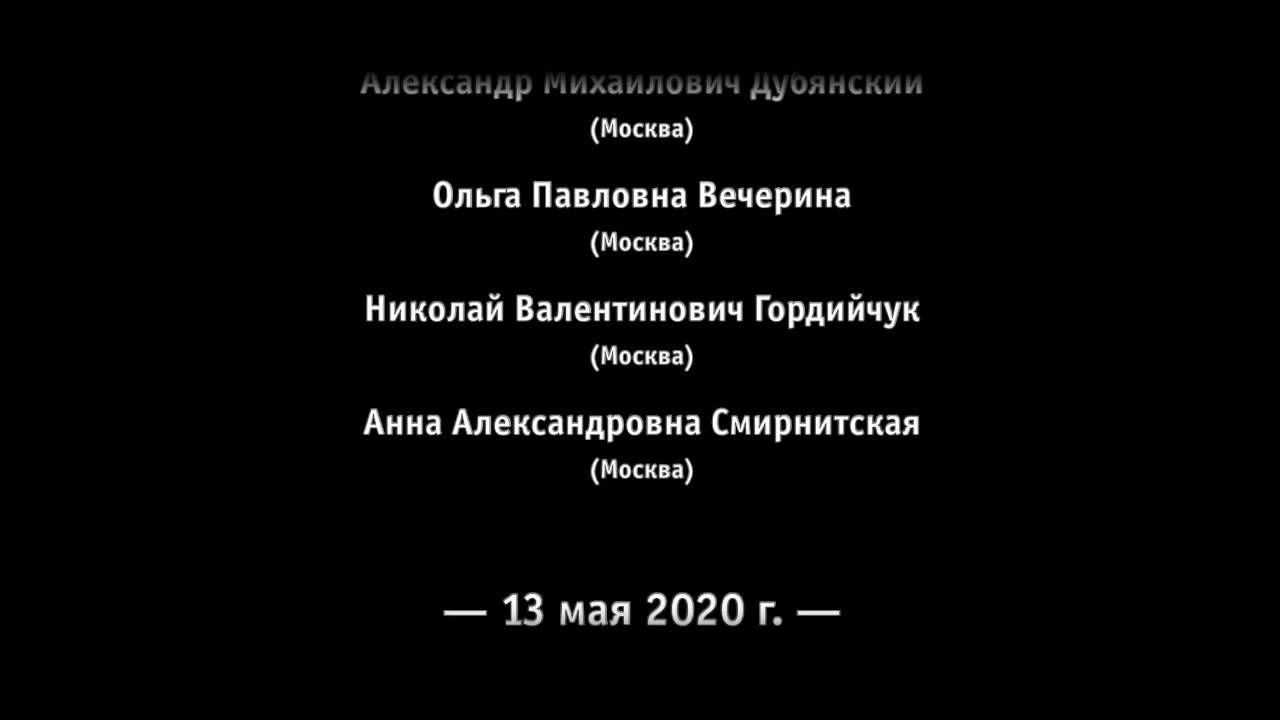 Александр Михайлович Дубянский
(Москва)
Ольга Павловна Вечерина
(Москва)
Николай Валентинович Гордийчук
(Москва)
Анна Александровна Смирнитская
(Москва)
— 13 мая 2020 г. —